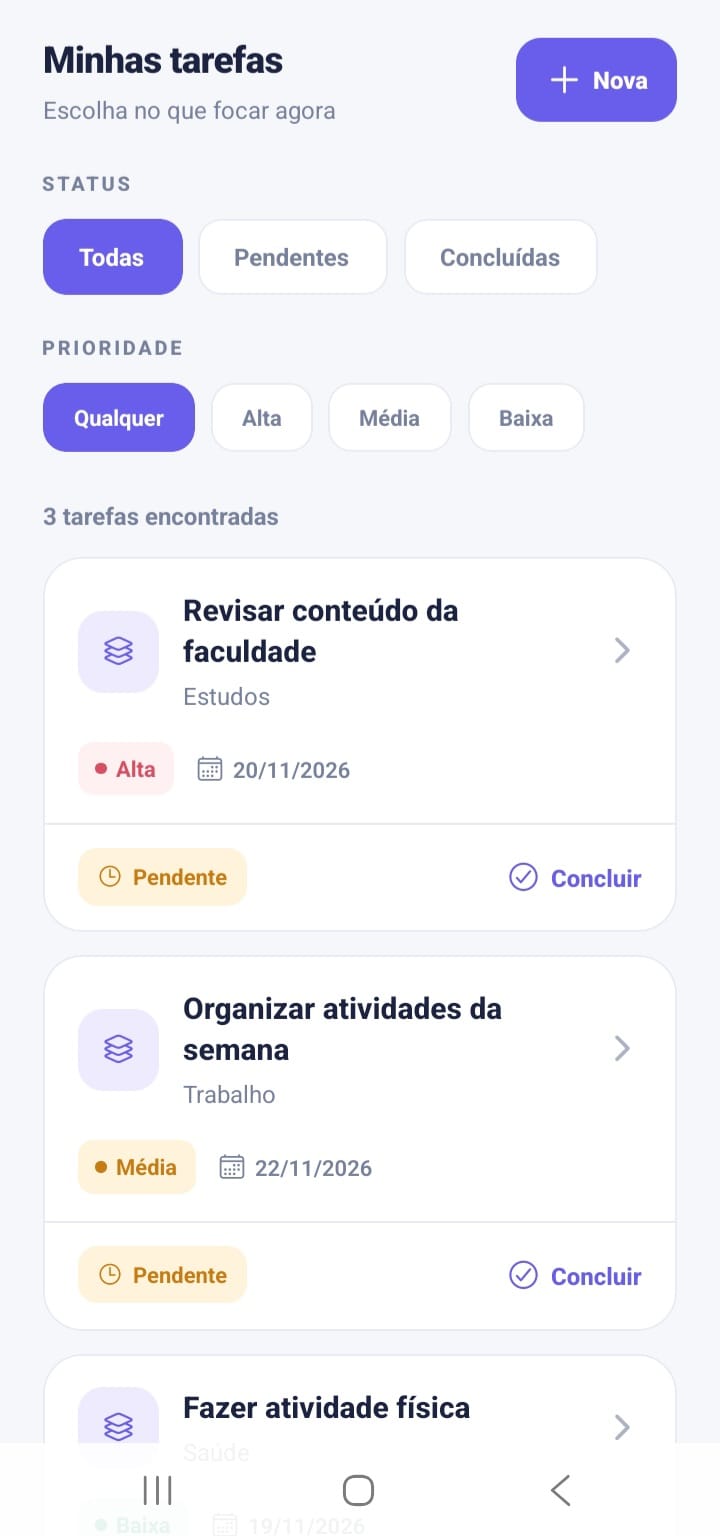 Minhas tarefas
Nova
Escolha no que focar agora
STATUS
Todas
Pendentes
Concluídas
PRIORIDADE
Qualquer
Alta
Média
Baixa
3 tarefas encontradas
Revisar conteúdo da
faculdade
Estudos
Alta
20/11/2026
Pendente
Concluir
Organizar atividades da
semana
Trabalho
Média
22/11/2026
Pendente
Concluir
Fazer atividade física
Saúde
Baixa
19/11/2026